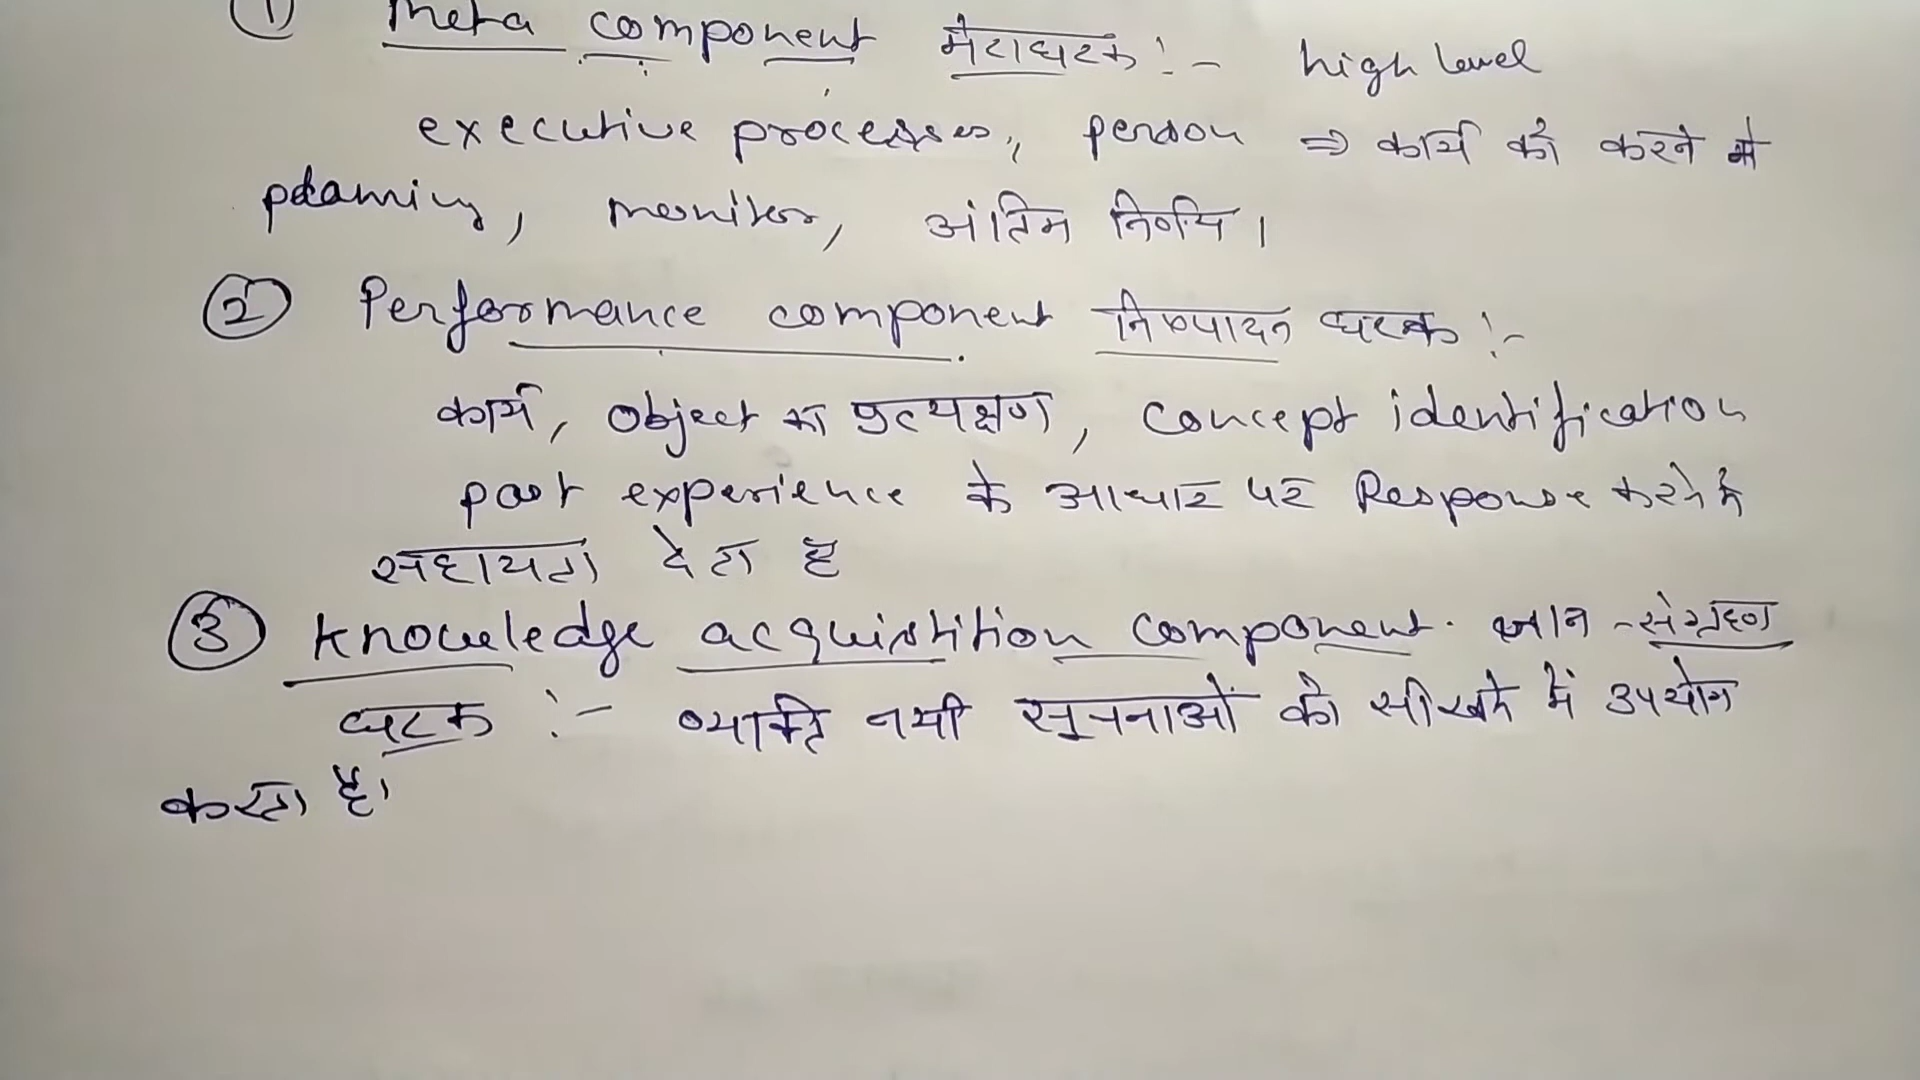 ① Meta component मेटाघटक :- high level
executive processes, person ⇒ कार्य को करने में
planning, monitor, अंतिम निर्णय ।
② Performance component निष्पादन घटक :-
कार्य, object का प्रत्यक्षण, concept identification
past experience के आधार पर Response करने में
सहायता देता है
③ knowledge acquistition component. ज्ञान - संग्रहण
घटक :- व्यक्ति नयी सूचनाओं को सीखने में उपयोग
करता है।